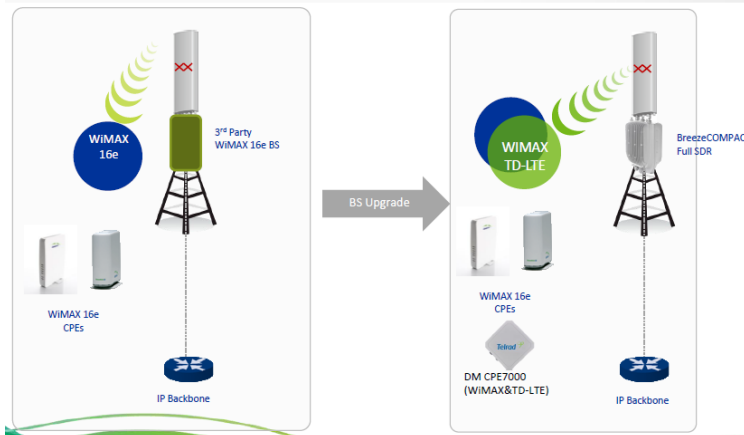 WiMAX
16e
3rd Party
WiMAX 16e BS
WiMAX 16e
CPEs
IP Backbone
BS Upgrade
WIMAX
TD-LTE
BreezeCOMPAC
Full SDR
WiMAX 16e
CPEs
Telrad
DM CPE7000
(WiMAX&TD-LTE)
IP Backbone